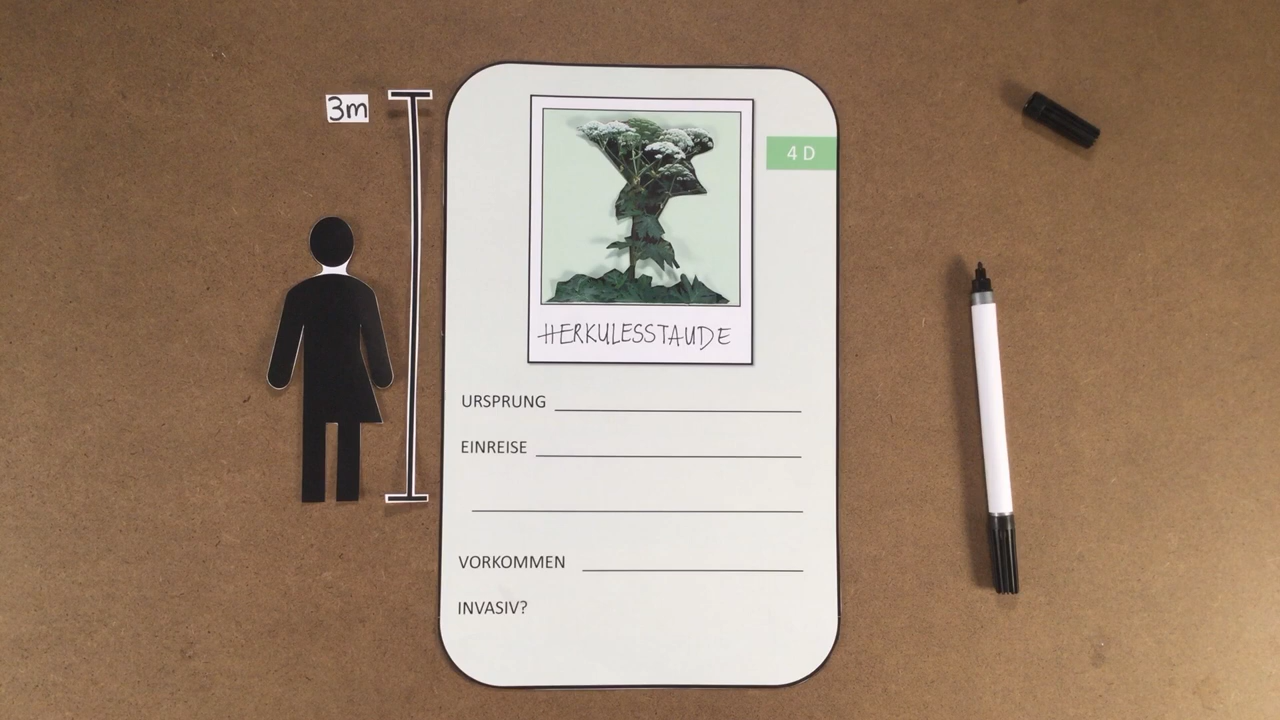 3m
4 D
HERKULESSTAUDE
URSPRUNG
EINREISE
VORKOMMEN
INVASIV?